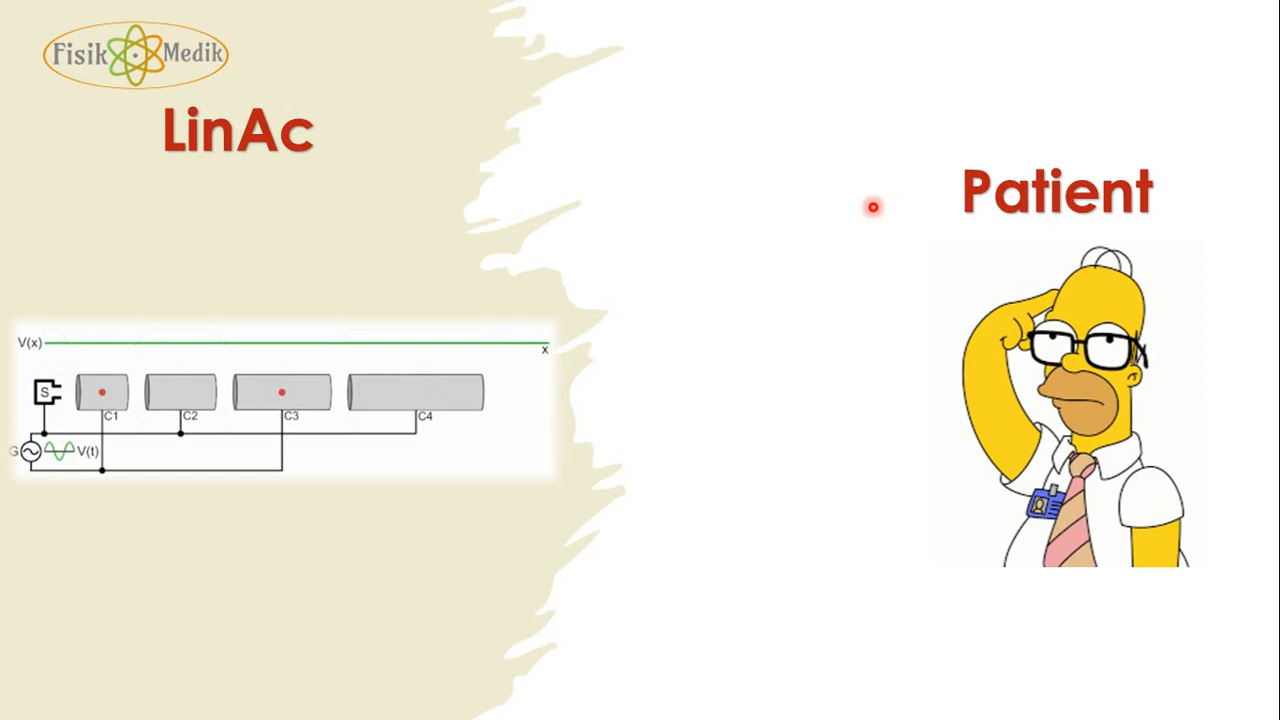 Fisik Medik
LinAc
Patient
V(x)
x
S
C1
C2
C3
C4
G
V(t)